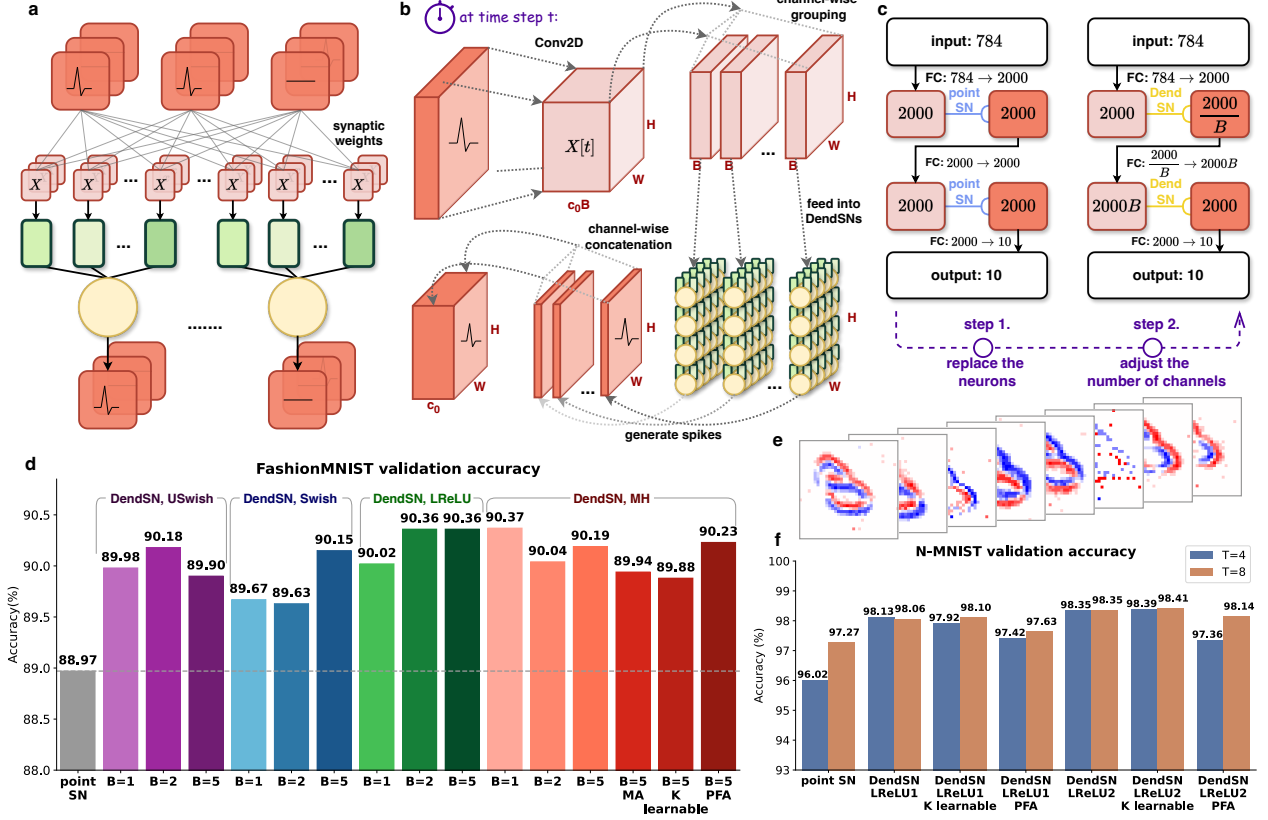 a
synaptic
weights
X X X X X X
... ... ...
.......
b
at time step t:
Conv2D
channel-wise
grouping
X[t]
H
W
c₀B
B B B
...
H
W
feed into
DendSNs
channel-wise
concatenation
H
W
c₀
...
H
W
...
generate spikes
c
input: 784
FC: 784 → 2000
2000
point
SN
2000
FC: 2000 → 2000
2000
point
SN
2000
FC: 2000 → 10
output: 10
input: 784
FC: 784 → 2000
2000
Dend
SN
2000/B
FC: 2000/B → 2000B
2000B
Dend
SN
2000
FC: 2000 → 10
output: 10
step 1.
replace the
neurons
step 2.
adjust the
number of channels
d
FashionMNIST validation accuracy
DendSN, USwish DendSN, Swish DendSN, LReLU DendSN, MH
Accuracy(%)
90.5
90.0
89.5
89.0
88.5
88.0
88.97 89.98 90.18 89.90 89.67 89.63 90.15 90.02 90.36 90.36 90.37 90.04 90.19 89.94 89.88 90.23
point B=1 B=2 B=5 B=1 B=2 B=5 B=1 B=2 B=5 B=1 B=2 B=5 B=5 B=5 B=5
SN MA K PFA
learnable
e
f
N-MNIST validation accuracy
T=4
T=8
Accuracy (%)
100
99
98
97
96
95
94
93
96.02 97.27 98.13 98.06 97.92 98.10 97.42 97.63 98.35 98.35 98.39 98.41 97.36 98.14
point SN DendSN DendSN DendSN DendSN DendSN DendSN
LReLU1 LReLU1 LReLU1 LReLU2 LReLU2 LReLU2
K learnable PFA K learnable PFA